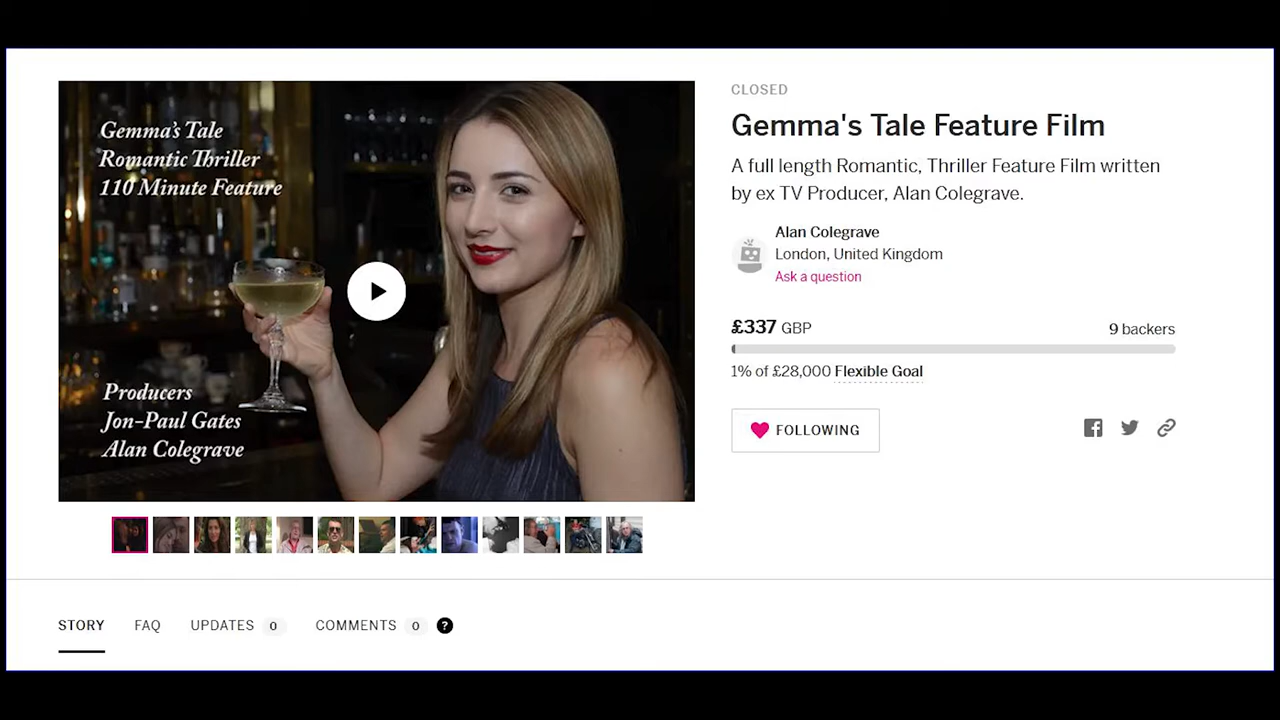 Gemma's Tale
Romantic Thriller
110 Minute Feature
Producers
Jon-Paul Gates
Alan Colegrave
CLOSED
Gemma's Tale Feature Film
A full length Romantic, Thriller Feature Film written
by ex TV Producer, Alan Colegrave.
Alan Colegrave
London, United Kingdom
Ask a question
£337 GBP
9 backers
1% of £28,000 Flexible Goal
FOLLOWING
STORY FAQ UPDATES 0 COMMENTS 0 ?